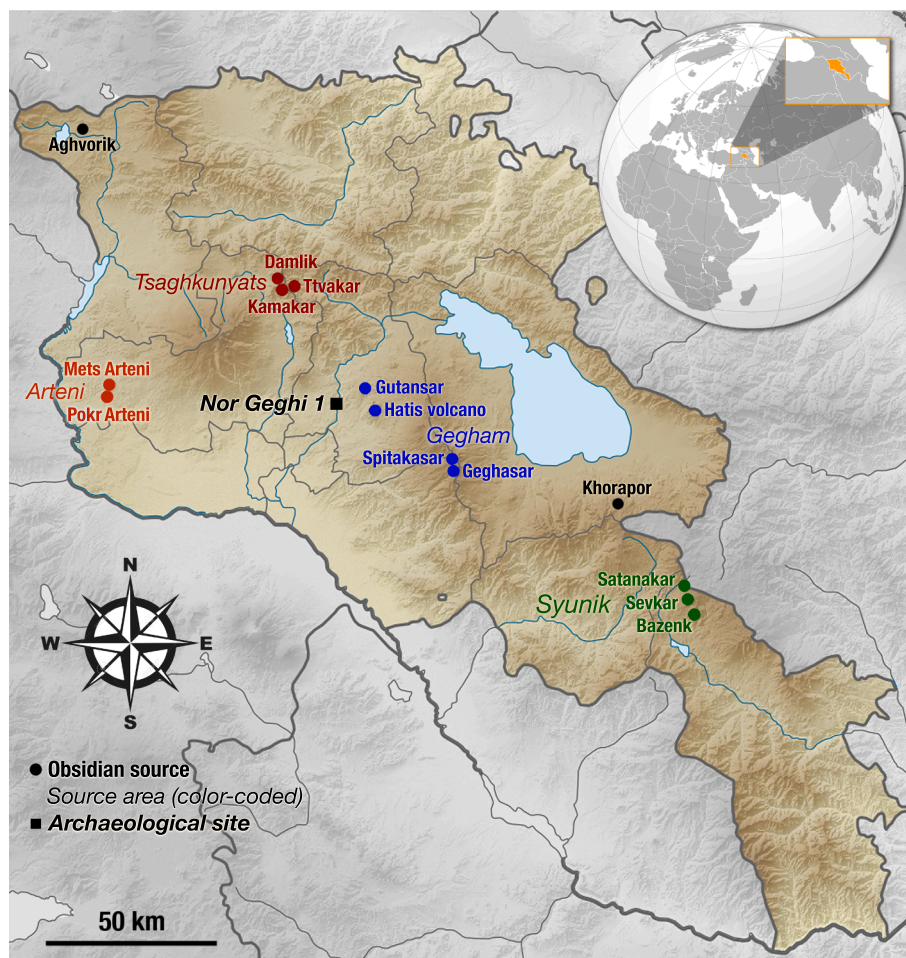 Aghvorik
Damlik
Tsaghkunyats
Ttvakar
Kamakar
Mets Arteni
Arteni
Pokr Arteni
Gutansar
Nor Geghi 1
Hatis volcano
Gegham
Spitakasar
Geghasar
Khorapor
Satanakar
Syunik
Sevkar
Bazenk
N
W
E
S
Obsidian source
Source area (color-coded)
Archaeological site
50 km